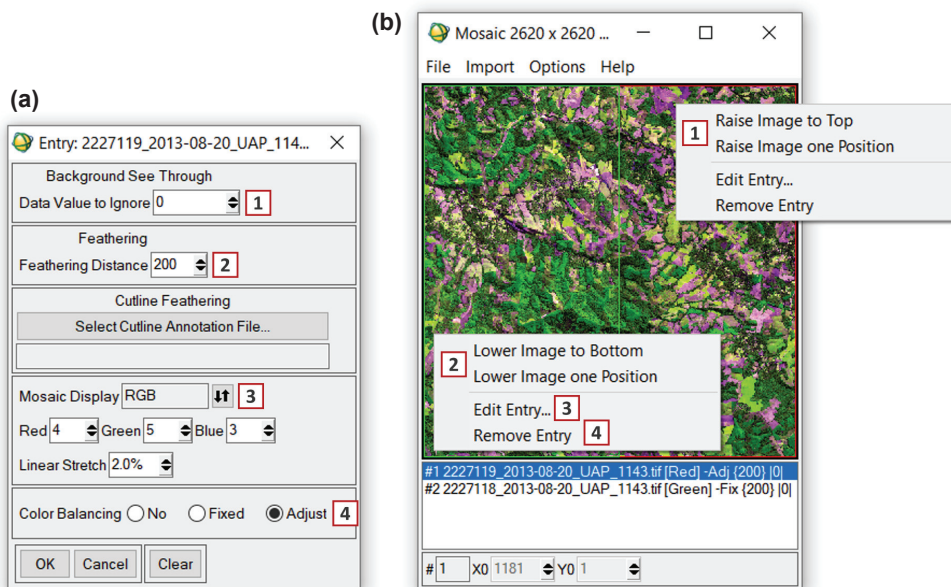 (a)
Entry: 2227119_2013-08-20_UAP_114...
Background See Through
Data Value to Ignore 0 1
Feathering
Feathering Distance 200 2
Cutline Feathering
Select Cutline Annotation File...
Mosaic Display RGB 3
Red 4 Green 5 Blue 3
Linear Stretch 2.0%
Color Balancing No Fixed Adjust 4
OK Cancel Clear
(b)
Mosaic 2620 x 2620 ...
File Import Options Help
1
Raise Image to Top
Raise Image one Position
Edit Entry...
Remove Entry
2
Lower Image to Bottom
Lower Image one Position
Edit Entry... 3
Remove Entry 4
#1 2227119_2013-08-20_UAP_1143.tif [Red] -Adj {200} |0|
#2 2227118_2013-08-20_UAP_1143.tif [Green] -Fix {200} |0|
# 1 X0 1181 Y0 1